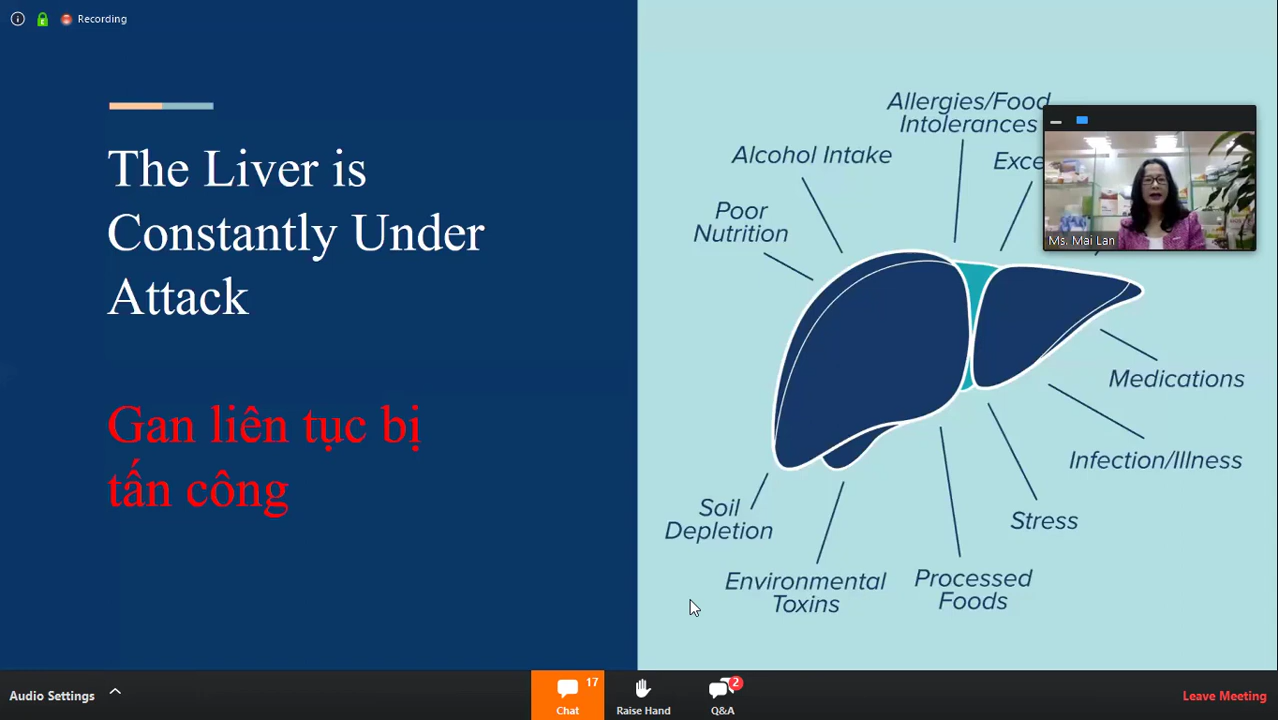 Recording
The Liver is
Constantly Under
Attack
Gan liên tục bị
tấn công
Allergies/Food
Intolerances
Alcohol Intake
Poor
Nutrition
Ms. Mai Lan
Medications
Infection/Illness
Stress
Soil
Depletion
Environmental
Toxins
Processed
Foods
Audio Settings
17
Chat
Raise Hand
2
Q&A
Leave Meeting